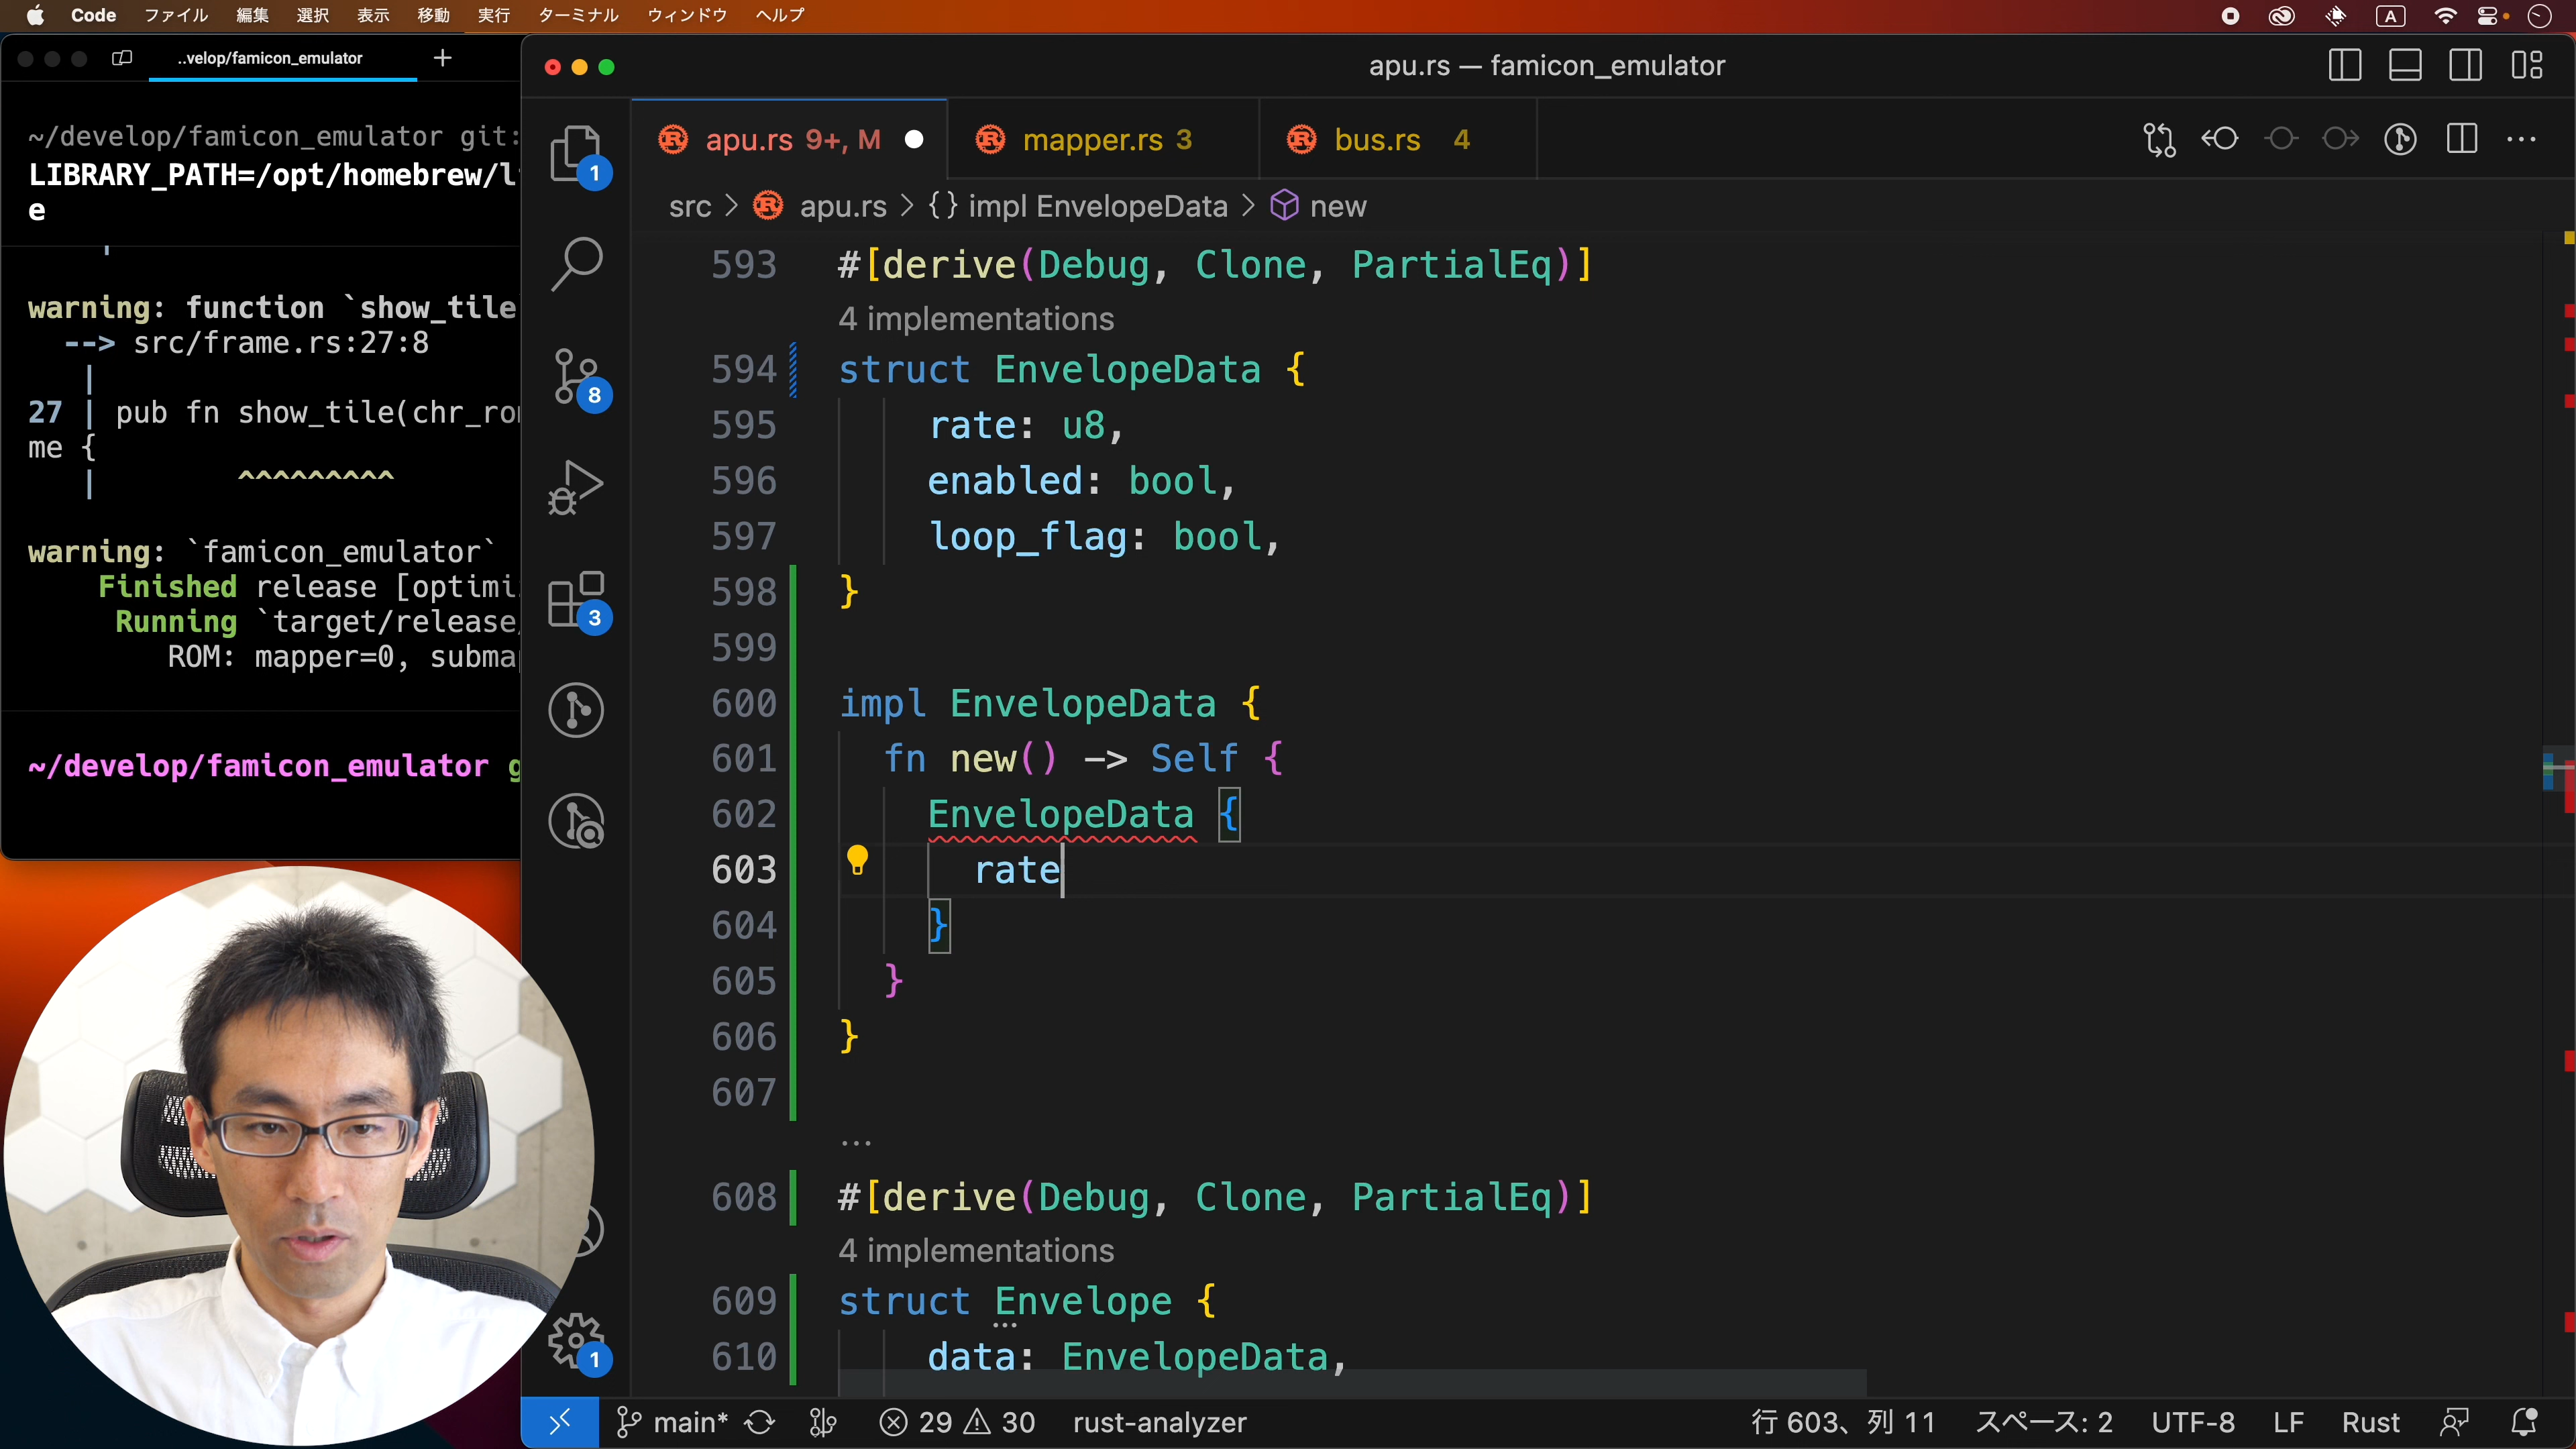 Code ファイル 編集 選択 表示 移動 実行 ターミナル ウィンドウ ヘルプ A
..velop/famicon_emulator +
~/develop/famicon_emulator git:
LIBRARY_PATH=/opt/homebrew/l
e
warning: function `show_tile
--> src/frame.rs:27:8
|
27 | pub fn show_tile(chr_ro
me {
| ^^^^^^^^^
warning: `famicon_emulator`
Finished release [optimi
Running `target/release
ROM: mapper=0, subma
~/develop/famicon_emulator g
apu.rs — famicon_emulator
apu.rs 9+, M mapper.rs 3 bus.rs 4
src > apu.rs > {} impl EnvelopeData > new
593 #[derive(Debug, Clone, PartialEq)]
4 implementations
594 struct EnvelopeData {
595 rate: u8,
596 enabled: bool,
597 loop_flag: bool,
598 }
599
600 impl EnvelopeData {
601 fn new() -> Self {
602 EnvelopeData {
603 rate
604 }
605 }
606 }
607
608 #[derive(Debug, Clone, PartialEq)]
4 implementations
609 struct Envelope {
610 data: EnvelopeData,
1
8
3
1
main* 29 30 rust-analyzer 行 603、列 11 スペース: 2 UTF-8 LF Rust